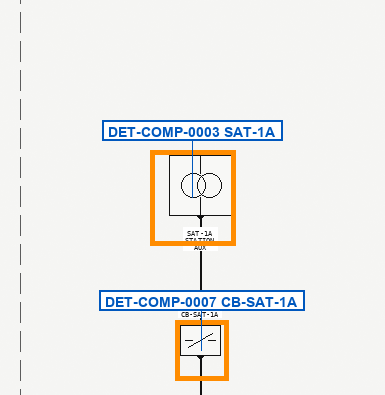 DET-COMP-0003 SAT-1A
SAT-1A
STATION
AUX
DET-COMP-0007 CB-SAT-1A
CB-SAT-1A